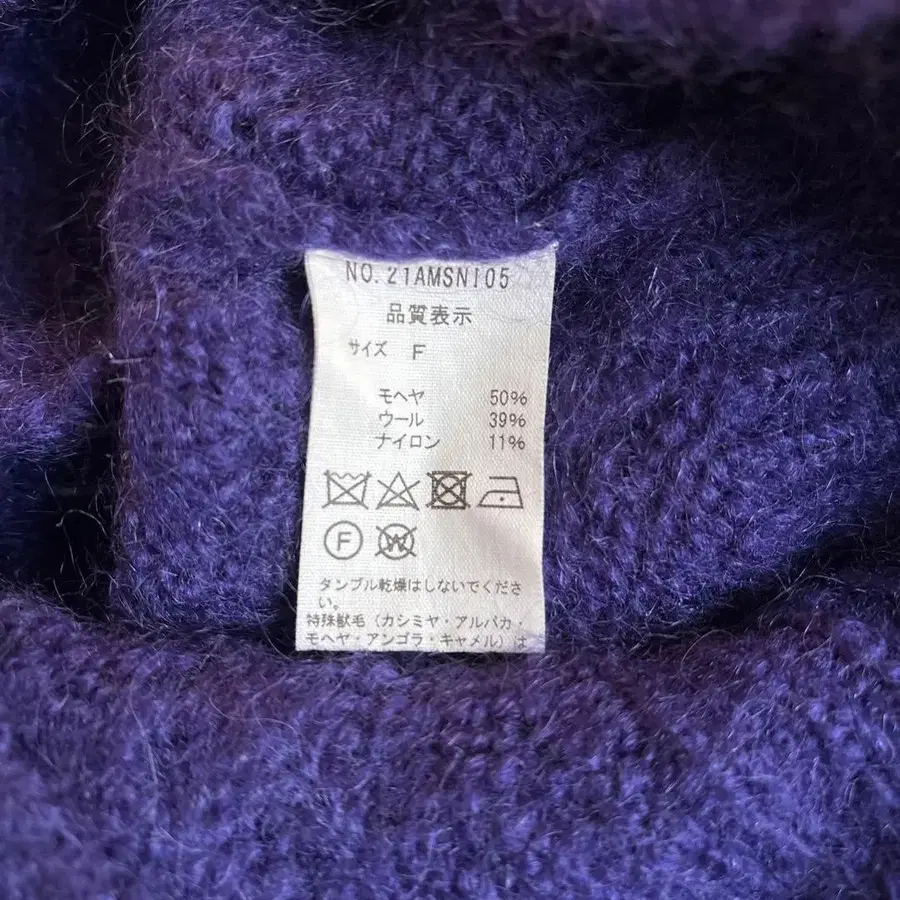 NO. 21AMSNI05
品質表示
サイズ F
モヘヤ 50%
ウール 39%
ナイロン 11%
F
W
タンブル乾燥はしないでくださ
い。
特殊獣毛（カシミヤ・アルパカ・
モヘヤ・アンゴラ・キャメル）は